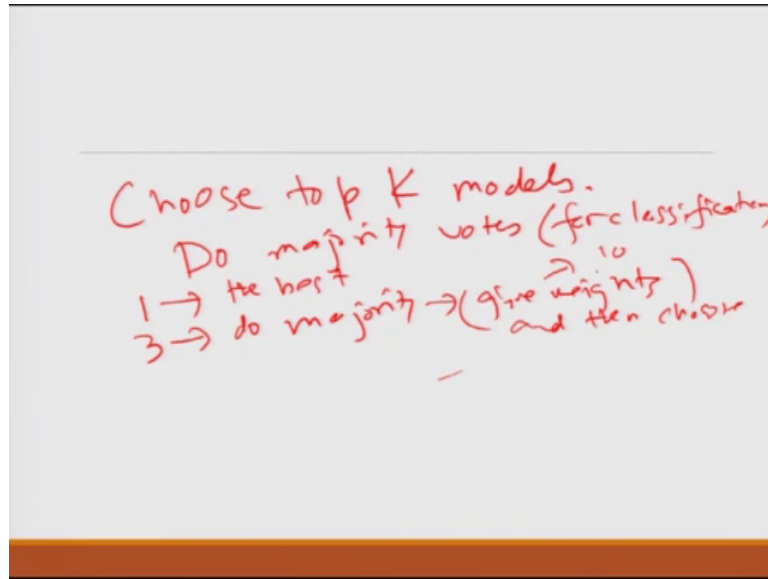 Choose top K models.
Do majority votes (for classification)
1 → the best
10
3 → do majority → (give weights)
and then choose